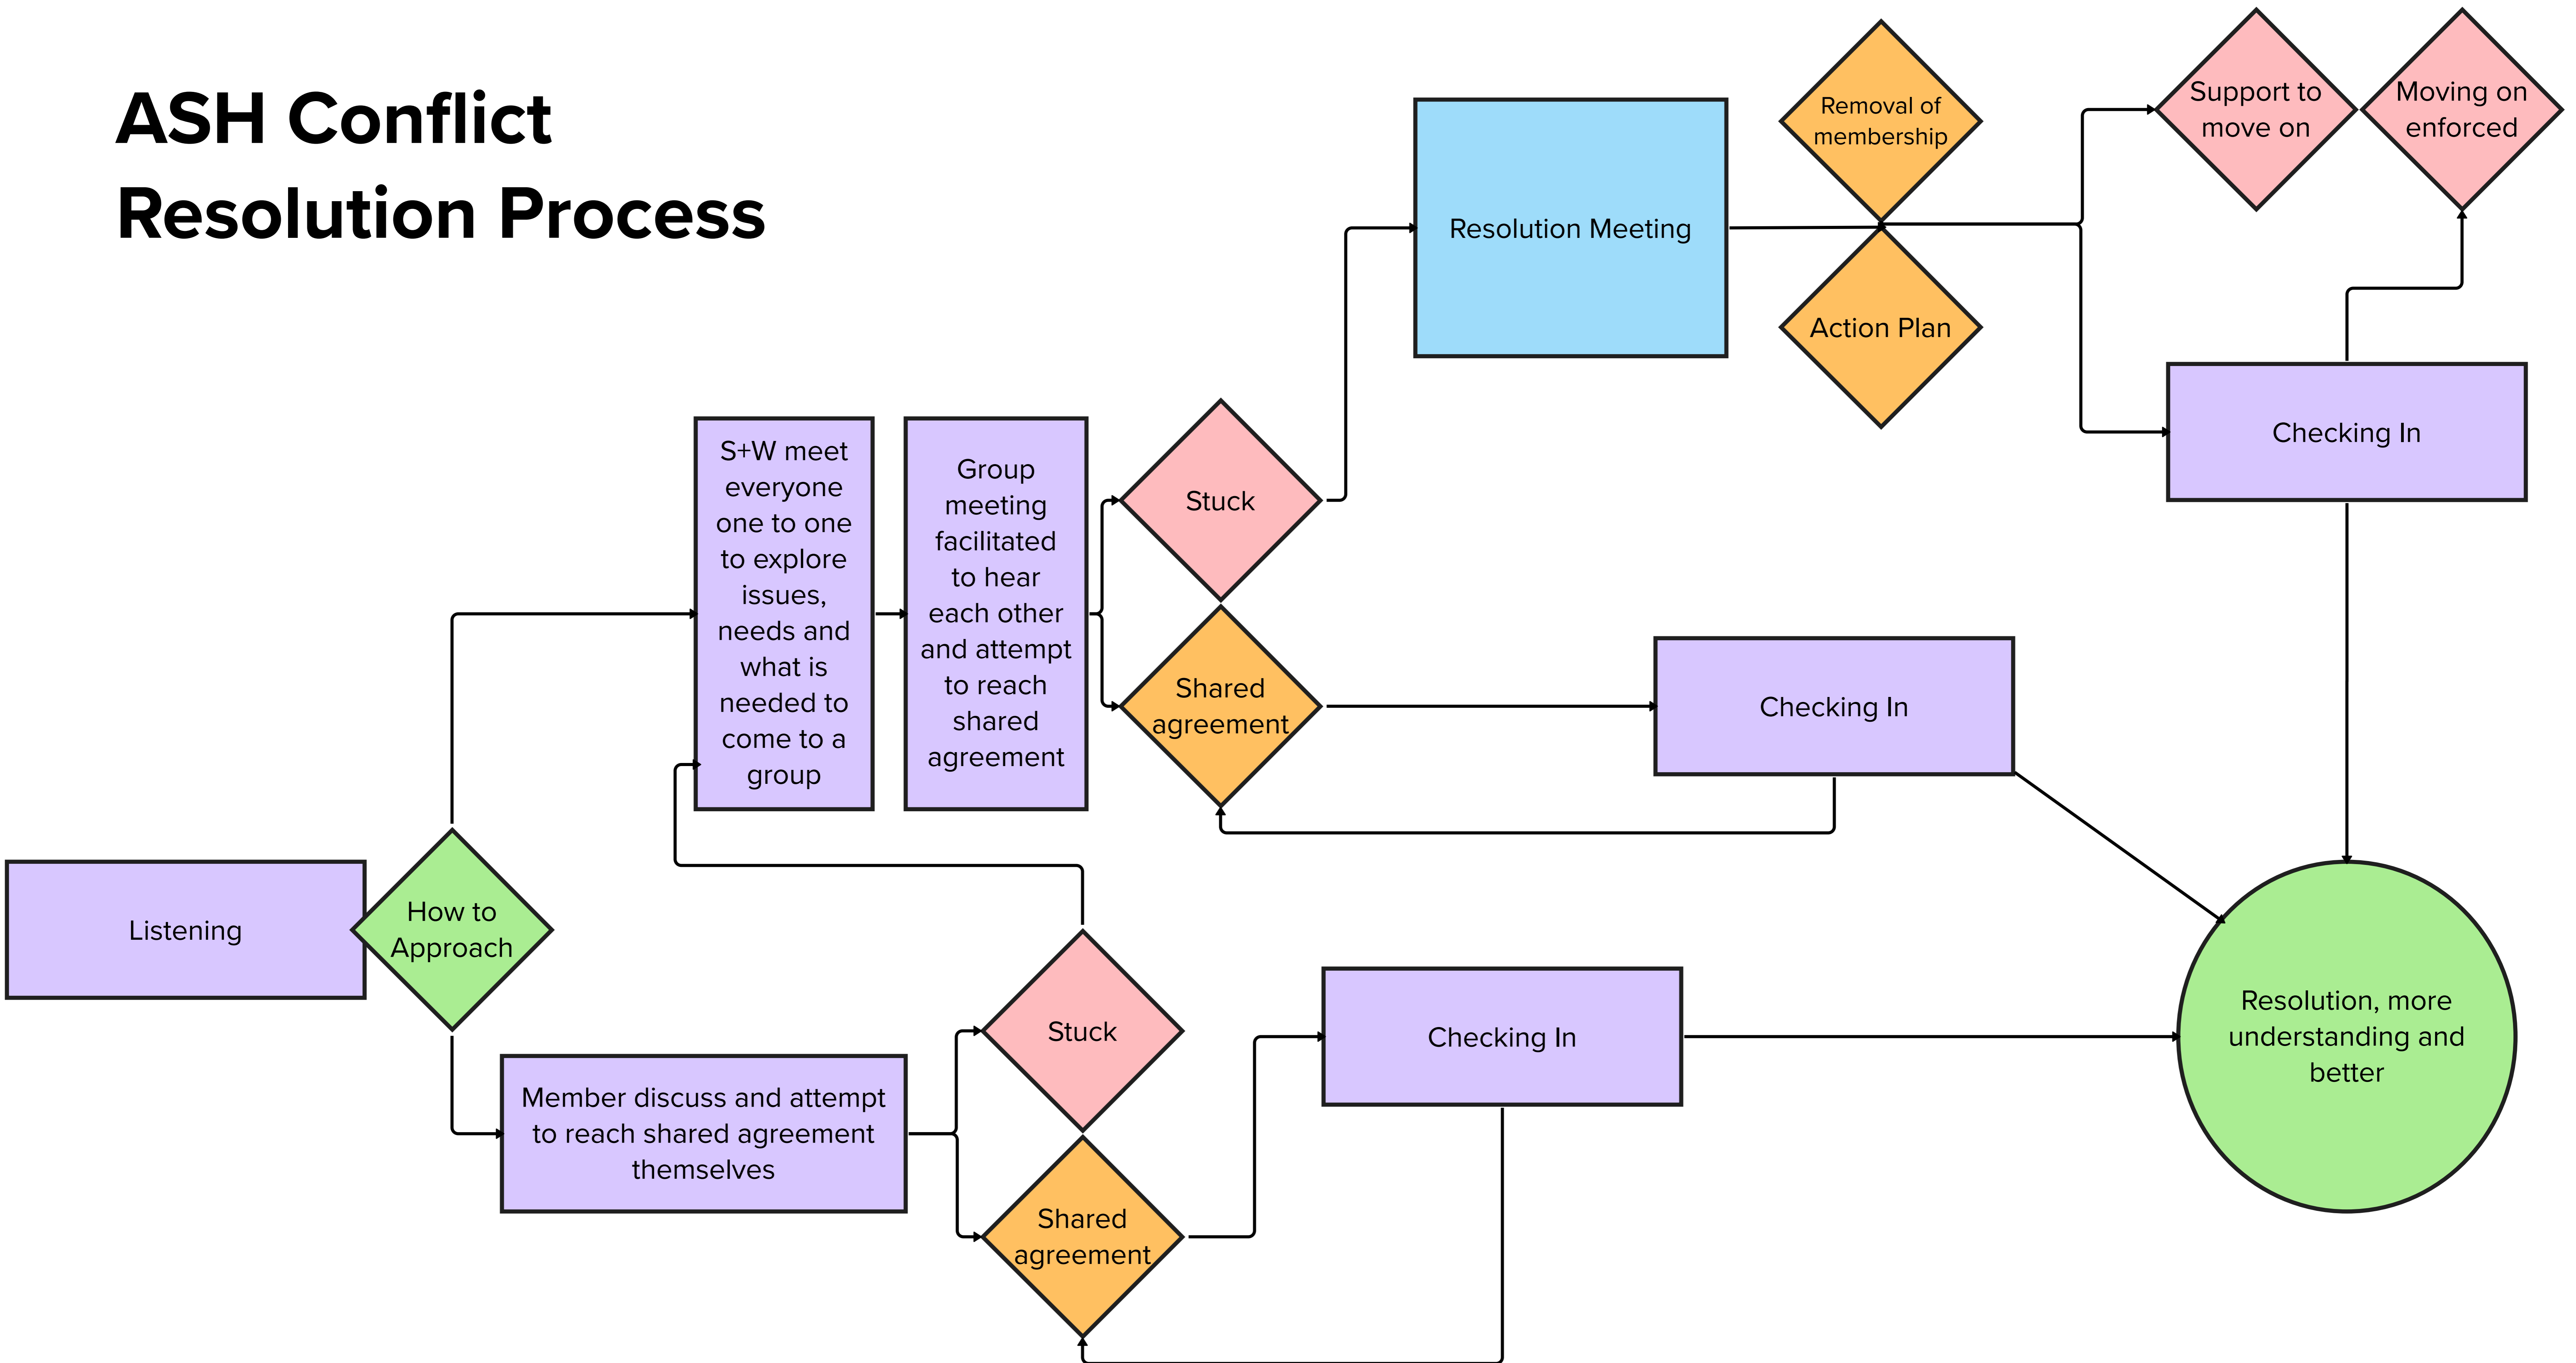 ASH Conflict
Resolution Process
Removal of
membership
Support to
move on
Moving on
enforced
Resolution Meeting
Action Plan
Checking In
S+W meet
everyone
one to one
to explore
issues,
needs and
what is
needed to
come to a
group
Group
meeting
facilitated
to hear
each other
and attempt
to reach
shared
agreement
Stuck
Shared
agreement
Checking In
Listening
How to
Approach
Stuck
Member discuss and attempt
to reach shared agreement
themselves
Shared
agreement
Checking In
Resolution, more
understanding and
better